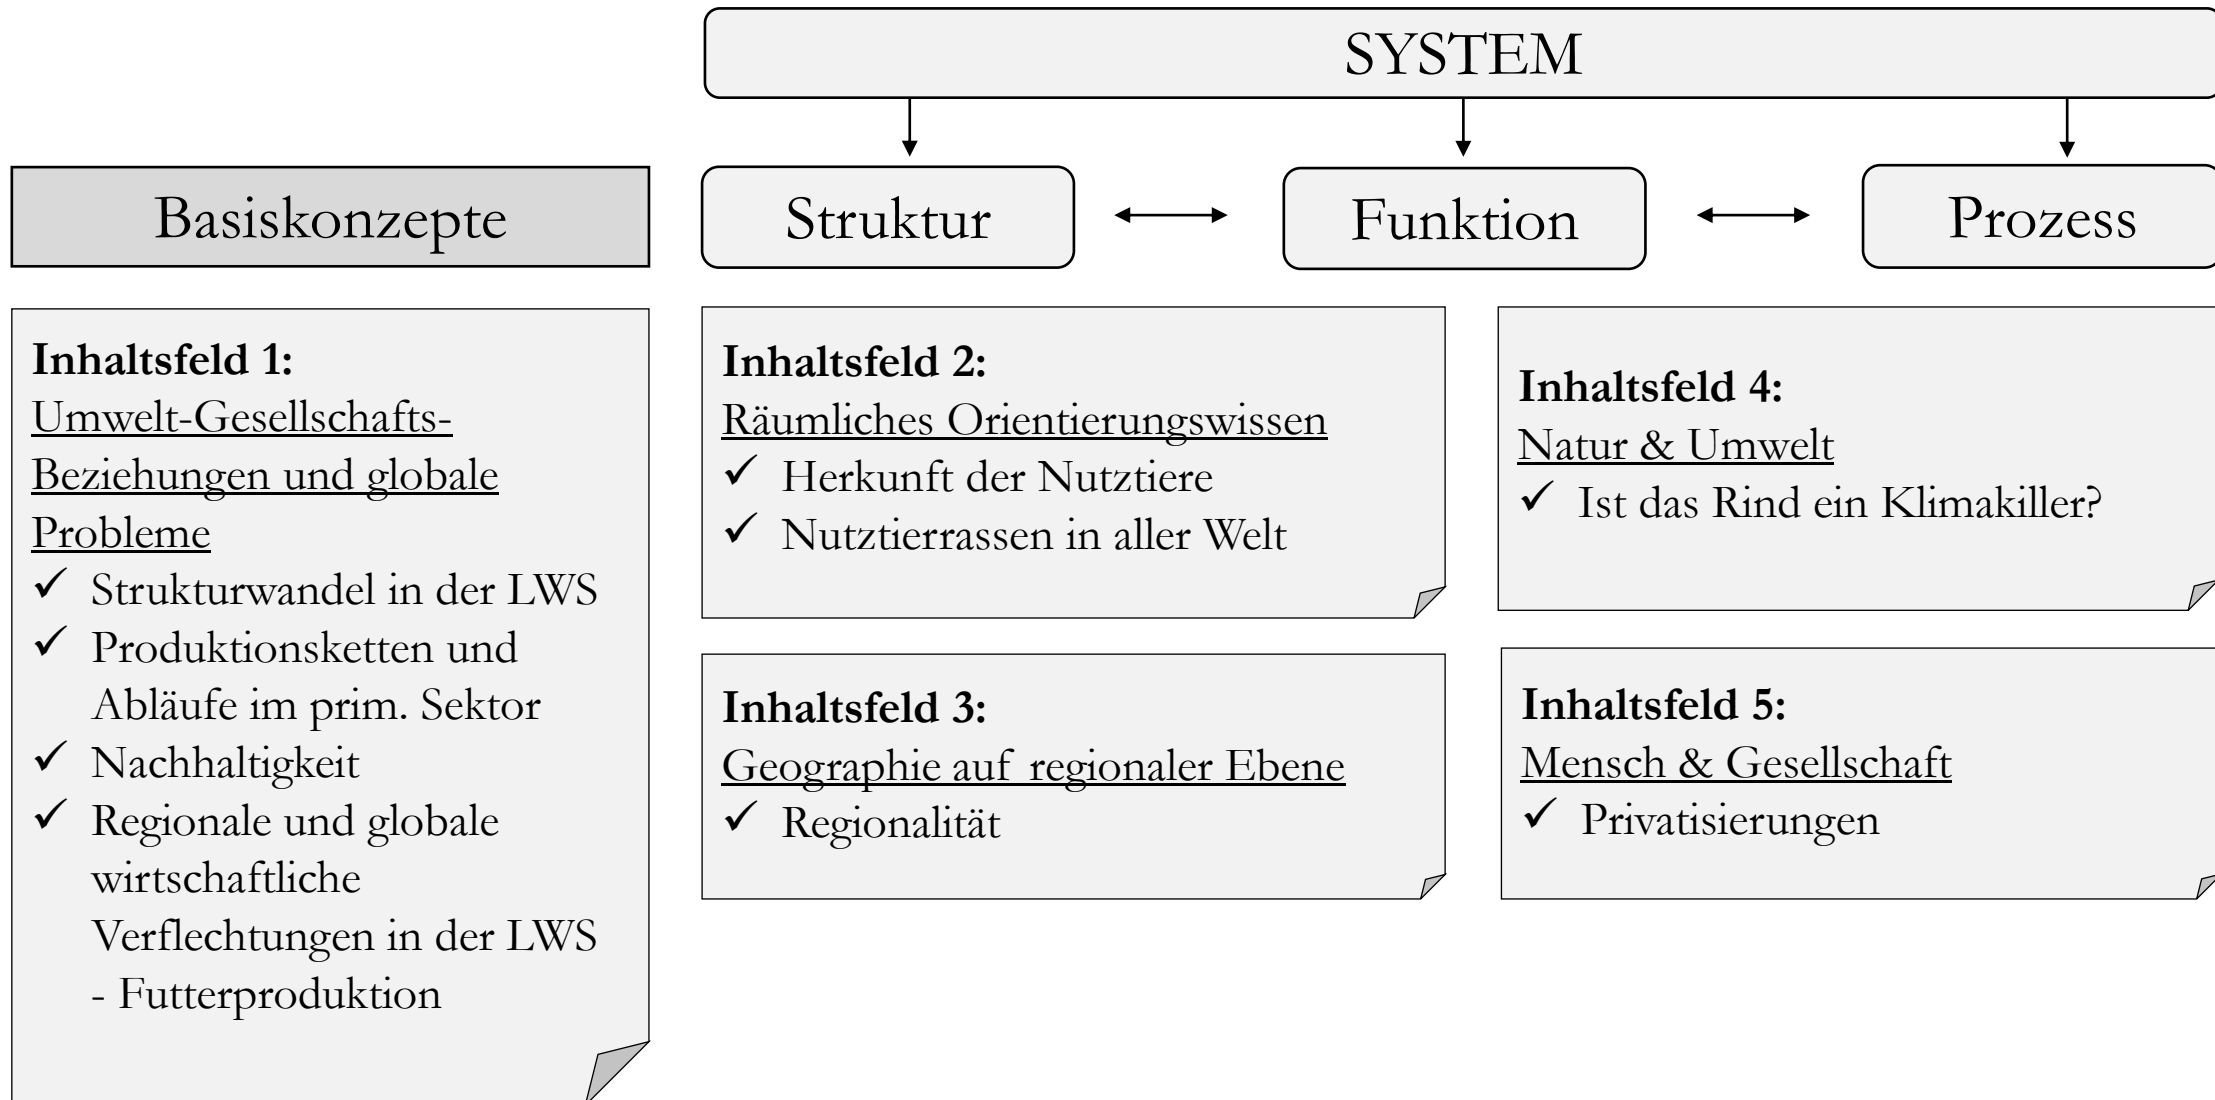 SYSTEM
Basiskonzepte
Struktur
Funktion
Prozess
Inhaltsfeld 1:
Umwelt-Gesellschafts-
Beziehungen und globale
Probleme
✓ Strukturwandel in der LWS
✓ Produktionsketten und
Abläufe im prim. Sektor
✓ Nachhaltigkeit
✓ Regionale und globale
wirtschaftliche
Verflechtungen in der LWS
- Futterproduktion
Inhaltsfeld 2:
Räumliches Orientierungswissen
✓ Herkunft der Nutztiere
✓ Nutztierrassen in aller Welt
Inhaltsfeld 3:
Geographie auf regionaler Ebene
✓ Regionalität
Inhaltsfeld 4:
Natur & Umwelt
✓ Ist das Rind ein Klimakiller?
Inhaltsfeld 5:
Mensch & Gesellschaft
✓ Privatisierungen